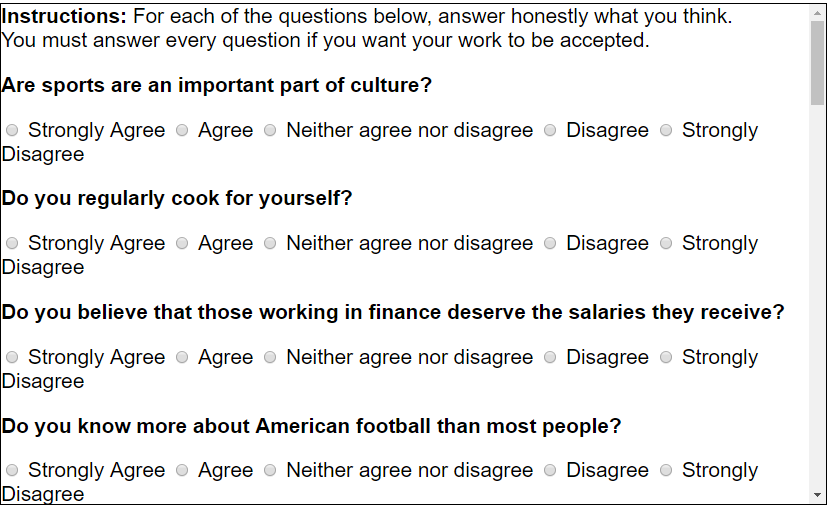 Instructions: For each of the questions below, answer honestly what you think.
You must answer every question if you want your work to be accepted.
Are sports are an important part of culture?
Strongly Agree Agree Neither agree nor disagree Disagree Strongly
Disagree
Do you regularly cook for yourself?
Strongly Agree Agree Neither agree nor disagree Disagree Strongly
Disagree
Do you believe that those working in finance deserve the salaries they receive?
Strongly Agree Agree Neither agree nor disagree Disagree Strongly
Disagree
Do you know more about American football than most people?
Strongly Agree Agree Neither agree nor disagree Disagree Strongly
Disagree